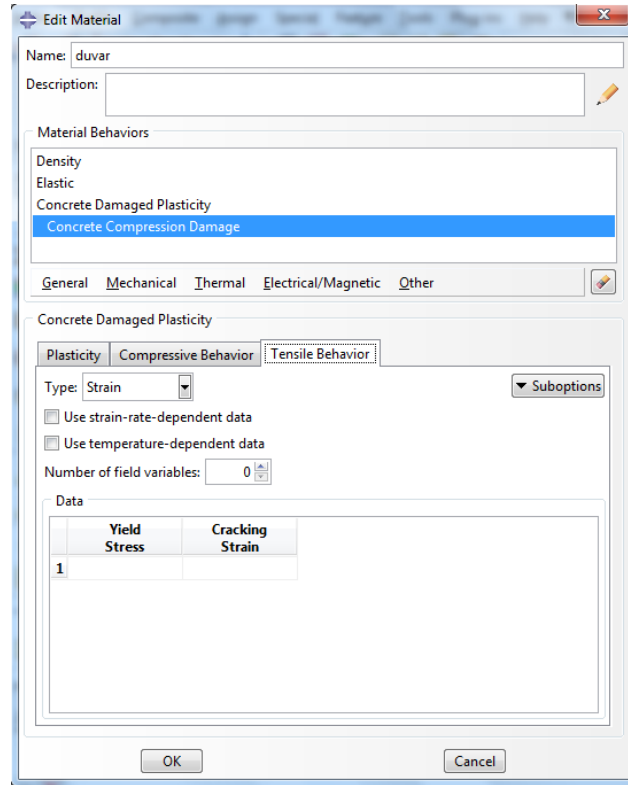 Edit Material
Name: duvar
Description:
Material Behaviors
Density
Elastic
Concrete Damaged Plasticity
Concrete Compression Damage
General Mechanical Thermal Electrical/Magnetic Other
Concrete Damaged Plasticity
Plasticity Compressive Behavior Tensile Behavior
Type: Strain Suboptions
Use strain-rate-dependent data
Use temperature-dependent data
Number of field variables: 0
Data
Yield Cracking
Stress Strain
1
OK Cancel